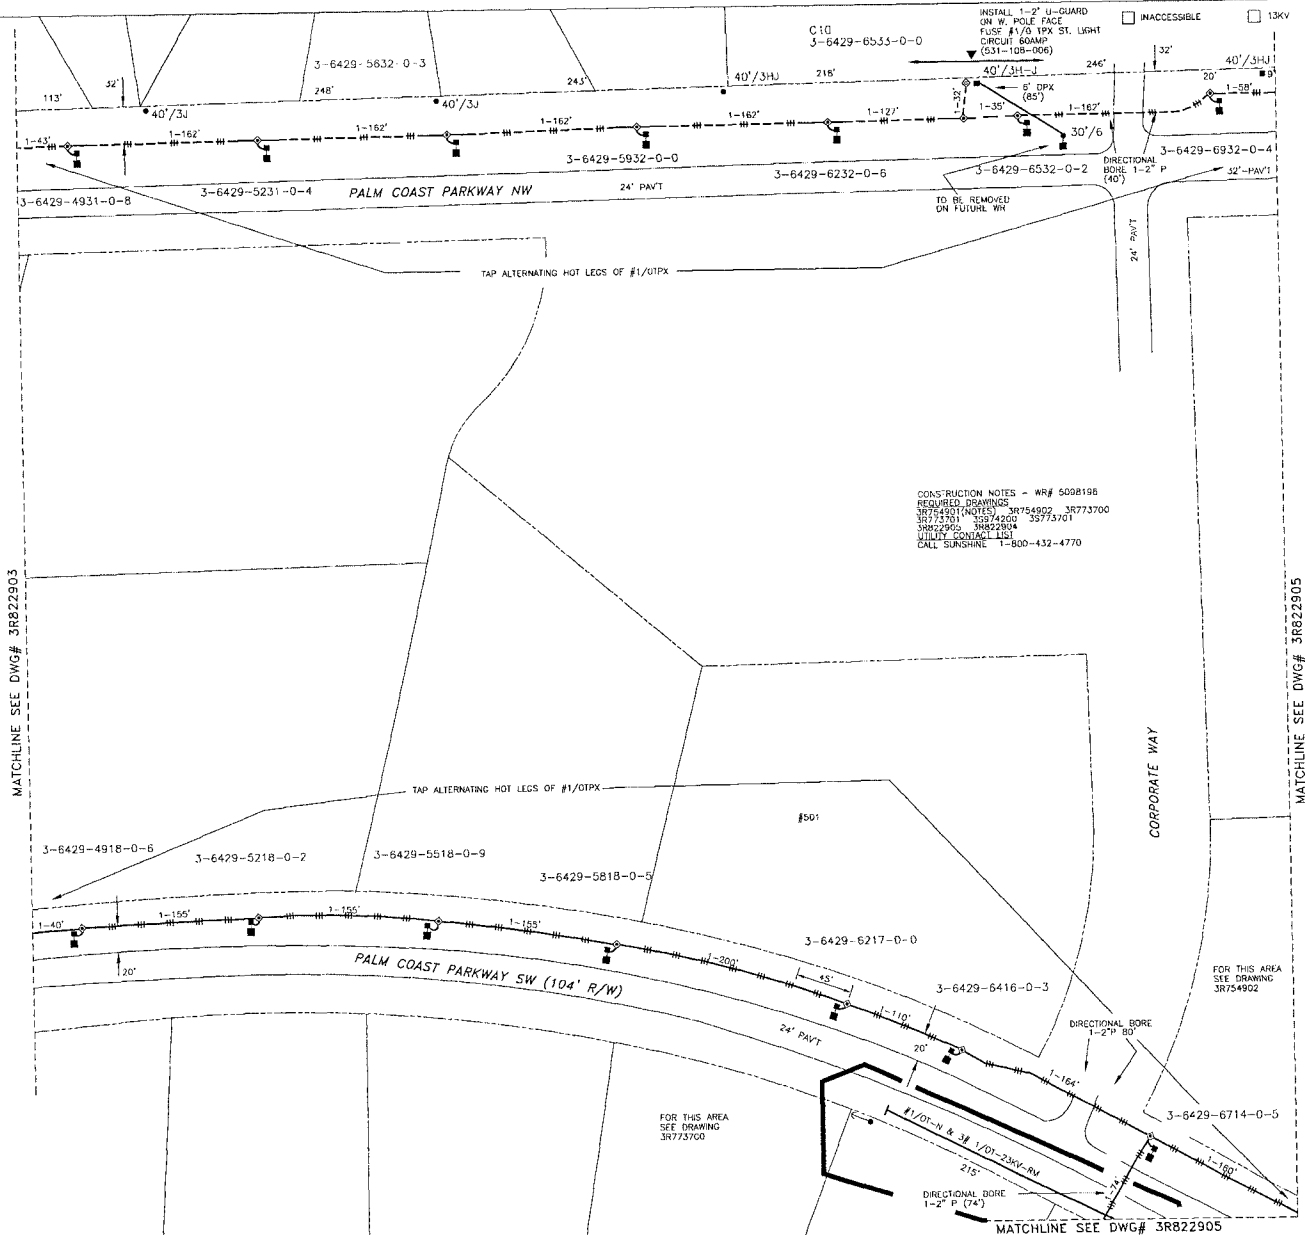 INSTALL 1-2" U-GUARD
ON W. POLE FACE
FUSE #1/0 TPX ST. LIGHT
CIRCUIT 60AMP
(531-108-006)
INACCESSIBLE
13KV
C10
3-6429-6533-0-0
3-6429-5632-0-3
32'
113'
248'
243'
218'
246'
32'
40'/3J
40'/3J
40'/3HJ
40'/3H-J
40'/3HJ
9'
20'
6' DPX
(85')
1-32'
1-43'
1-162'
1-162'
1-162'
1-162'
1-127'
1-35'
1-162'
1-58'
30'/6
3-6429-4931-0-8
3-6429-5231-0-4
PALM COAST PARKWAY NW
3-6429-5932-0-0
24' PAV'T
3-6429-6232-0-6
3-6429-6532-0-2
DIRECTIONAL
BORE 1-2" P
(40')
3-6429-6932-0-4
32'-PAV'T
TO BE REMOVED
ON FUTURE WR
24' PAV'T
TAP ALTERNATING HOT LEGS OF #1/0TPX
CONSTRUCTION NOTES - WR# 5098198
REQUIRED DRAWINGS
3R754901(NOTES) 3R754902 3R773700
3R773701 3S974200 3S773701
3R822905 3R822904
UTILITY CONTACT LIST
CALL SUNSHINE 1-800-432-4770
MATCHLINE SEE DWG# 3R822903
MATCHLINE SEE DWG# 3R822905
CORPORATE WAY
TAP ALTERNATING HOT LEGS OF #1/0TPX
#501
3-6429-4918-0-6
3-6429-5218-0-2
3-6429-5518-0-9
3-6429-5818-0-5
3-6429-6217-0-0
3-6429-6416-0-3
1-40'
1-155'
1-155'
1-155'
1-200'
45'
1-110'
20'
PALM COAST PARKWAY SW (104' R/W)
24' PAV'T
20'
FOR THIS AREA
SEE DRAWING
3R754902
DIRECTIONAL BORE
1-2"P 80'
1-164'
3-6429-6714-0-5
1-180'
FOR THIS AREA
SEE DRAWING
3R773700
#1/0T-N & 3# 1/0T-23KV-RM
215'
1-74'
DIRECTIONAL BORE
1-2" P (74')
MATCHLINE SEE DWG# 3R822905